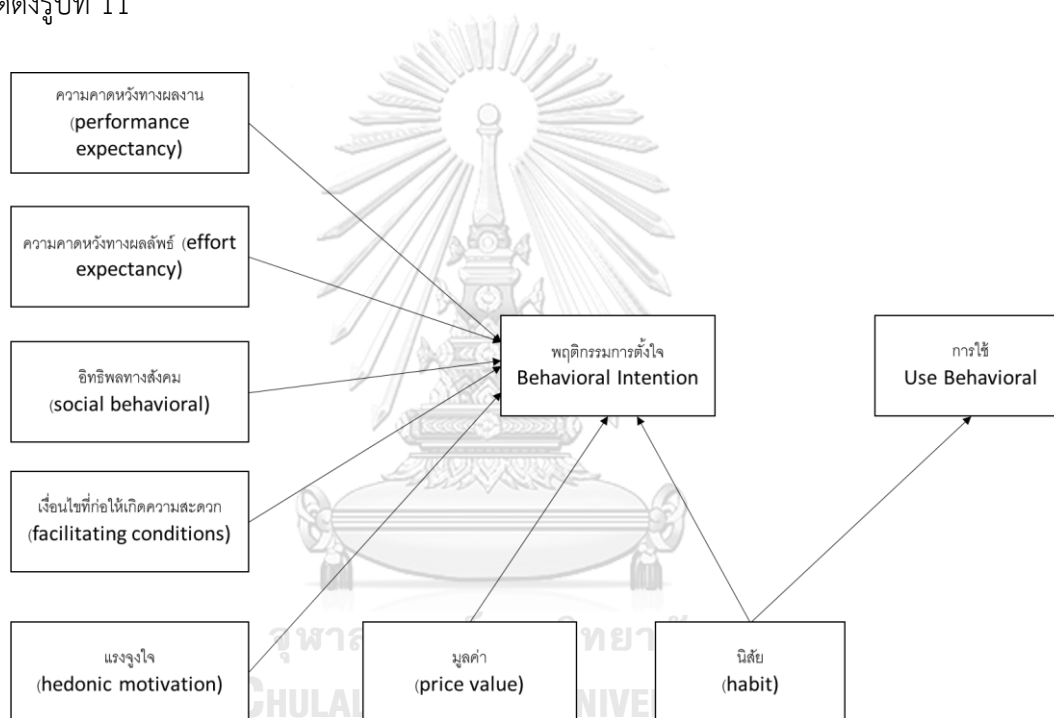 ดังรูปที่ 11
ความคาดหวังทางผลงาน
(performance
expectancy)
ความคาดหวังทางผลลัพธ์ (effort
expectancy)
อิทธิพลทางสังคม
(social behavioral)
เงื่อนไขที่ก่อให้เกิดความสะดวก
(facilitating conditions)
แรงจูงใจ
(hedonic motivation)
พฤติกรรมการตั้งใจ
Behavioral Intention
การใช้
Use Behavioral
มูลค่า
(price value)
นิสัย
(habit)